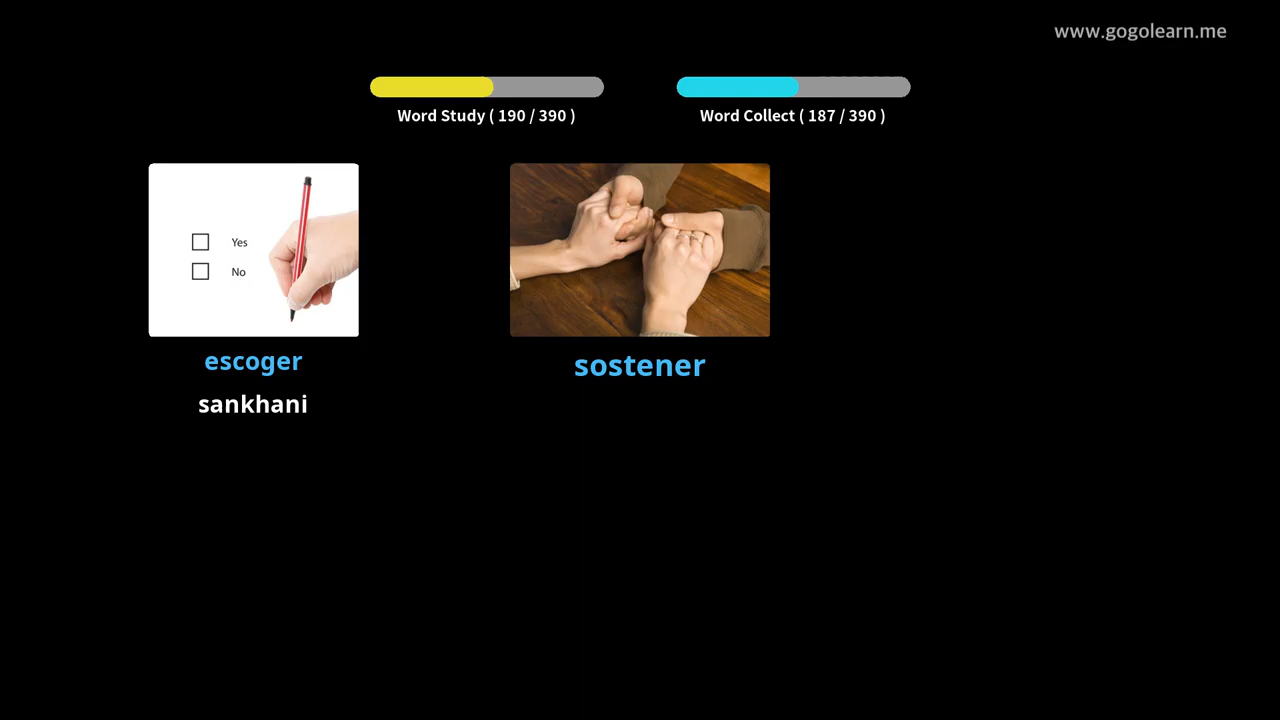 www.gogolearn.me
Word Study ( 190 / 390 )
Word Collect ( 187 / 390 )
Yes
No
escoger
sostener
sankhani